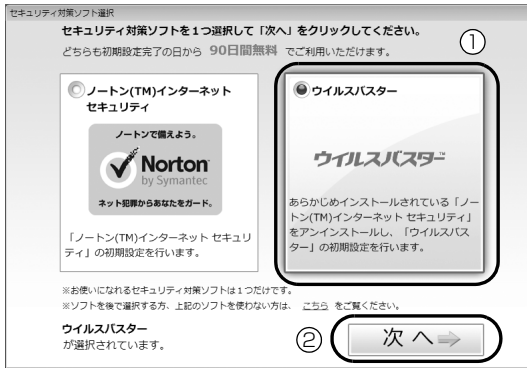 セキュリティ対策ソフト選択
セキュリティ対策ソフトを1つ選択して「次へ」をクリックしてください。
どちらも初期設定完了の日から 90日間無料 でご利用いただけます。
①
ノートン(TM)インターネット
セキュリティ
ノートンで備えよう。
Norton
by Symantec
ネット犯罪からあなたをガード。
「ノートン(TM)インターネット セキュリ
ティ」の初期設定を行います。
ウイルスバスター
ウイルスバスター™
あらかじめインストールされている「ノー
トン(TM)インターネット セキュリティ」
をアンインストールし、「ウイルスバス
ター」の初期設定を行います。
※お使いになれるセキュリティ対策ソフトは1つだけです。
※ソフトを後で選択する方、上記のソフトを使わない方は、 こちら をご覧ください。
ウイルスバスター
が選択されています。
②
次へ